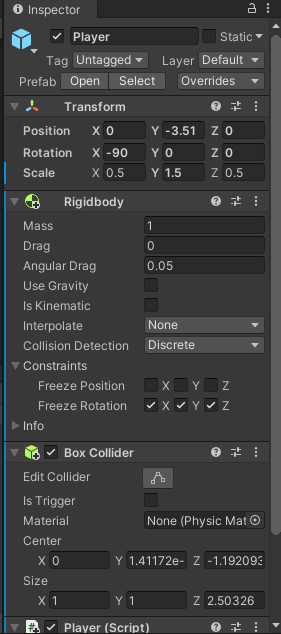 Inspector
Player Static
Tag Untagged Layer Default
Prefab Open Select Overrides
Transform
Position X 0 Y -3.51 Z 0
Rotation X -90 Y 0 Z 0
Scale X 0.5 Y 1.5 Z 0.5
Rigidbody
Mass 1
Drag 0
Angular Drag 0.05
Use Gravity
Is Kinematic
Interpolate None
Collision Detection Discrete
Constraints
Freeze Position X Y Z
Freeze Rotation X Y Z
Info
Box Collider
Edit Collider
Is Trigger
Material None (Physic Mat
Center
X 0 Y 1.41172e- Z -1.192093
Size
X 1 Y 1 Z 2.50326
Player (Script)